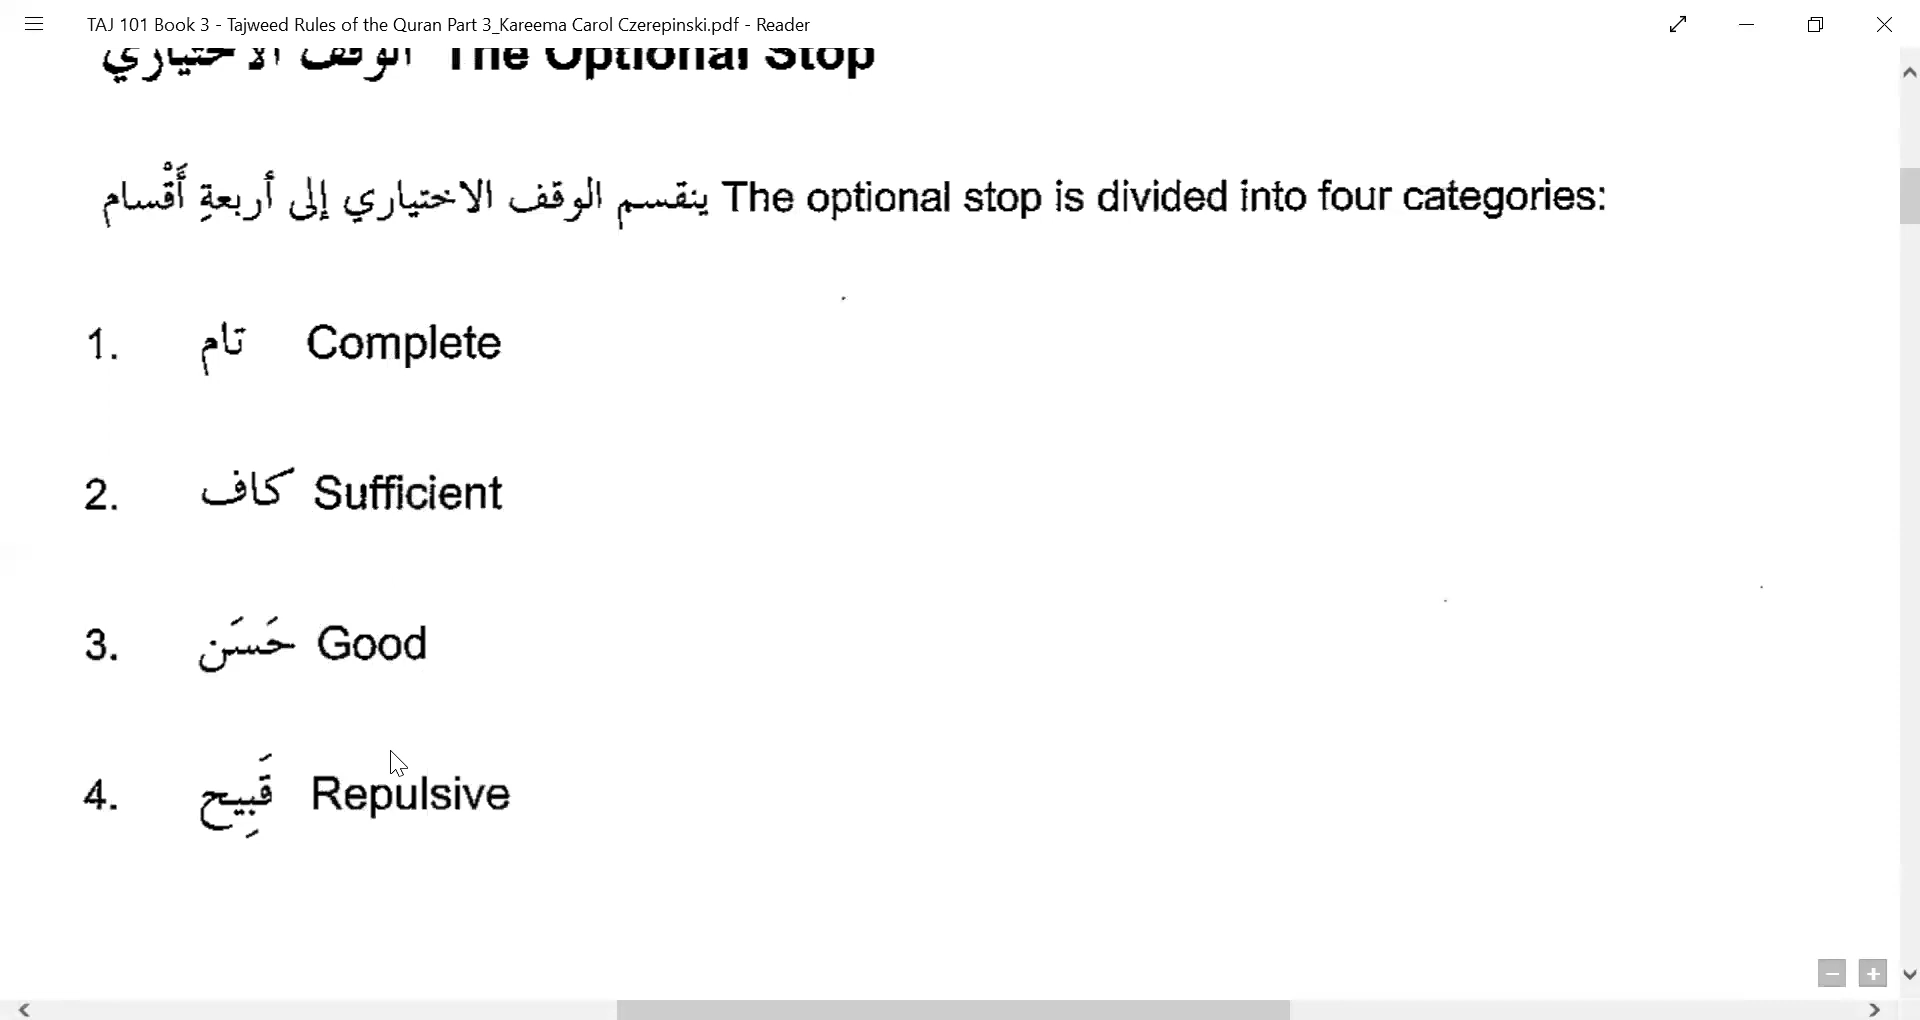 TAJ 101 Book 3 - Tajweed Rules of the Quran Part 3_Kareema Carol Czerepinski.pdf - Reader
الوقف الاختياري The Optional Stop
ينقسم الوقف الاختياري إلى أربعةِ أَقْسام The optional stop is divided into four categories:
1. تام Complete
2. كاف Sufficient
3. حَسَن Good
4. قَبِيح Repulsive